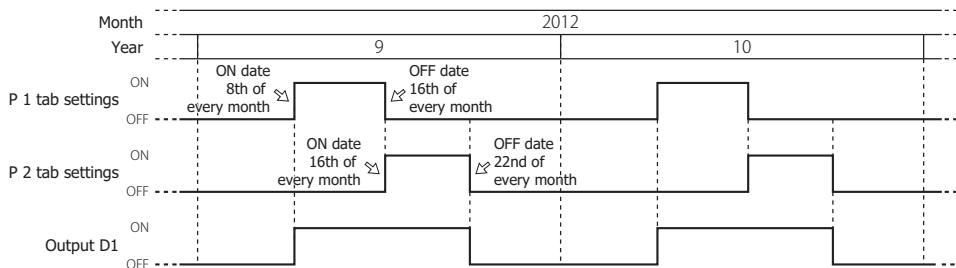 Month 2012
Year 9 10
P 1 tab settings ON OFF
ON date
8th of
every month
OFF date
16th of
every month
P 2 tab settings ON OFF
ON date
16th of
every month
OFF date
22nd of
every month
Output D1 ON OFF